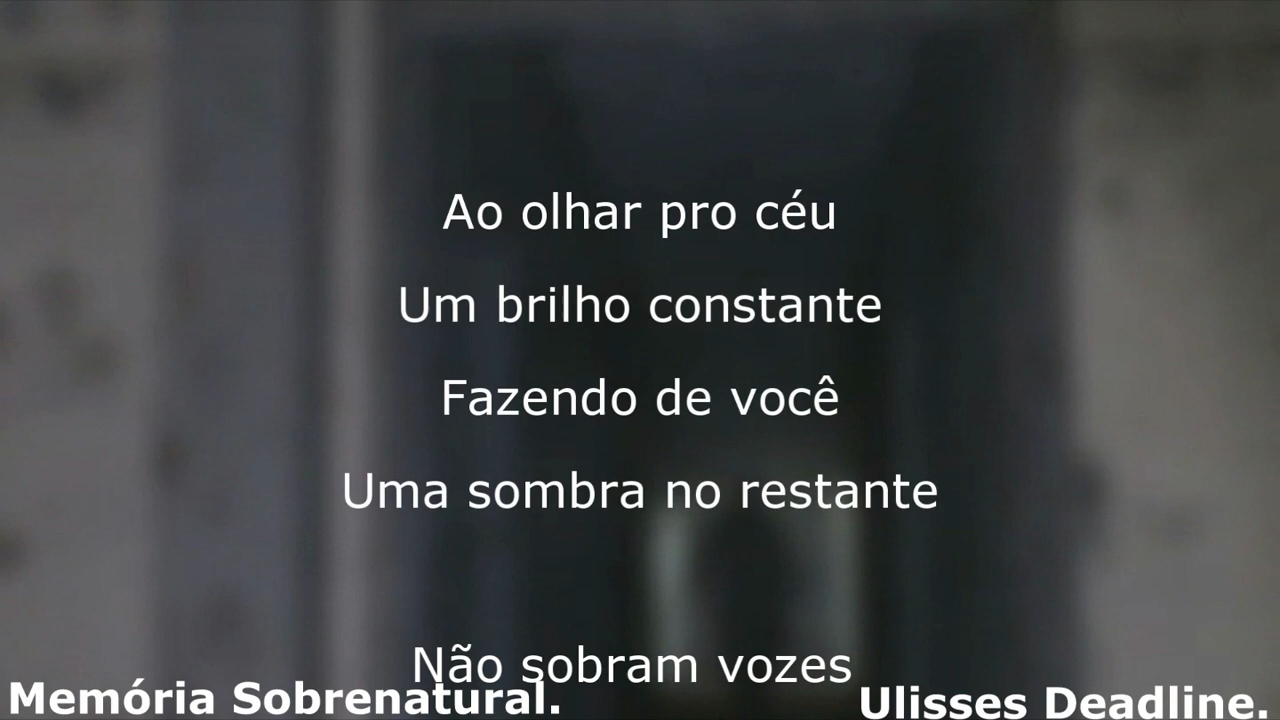 Ao olhar pro céu
Um brilho constante
Fazendo de você
Uma sombra no restante
Não sobram vozes
Memória Sobrenatural.
Ulisses Deadline.